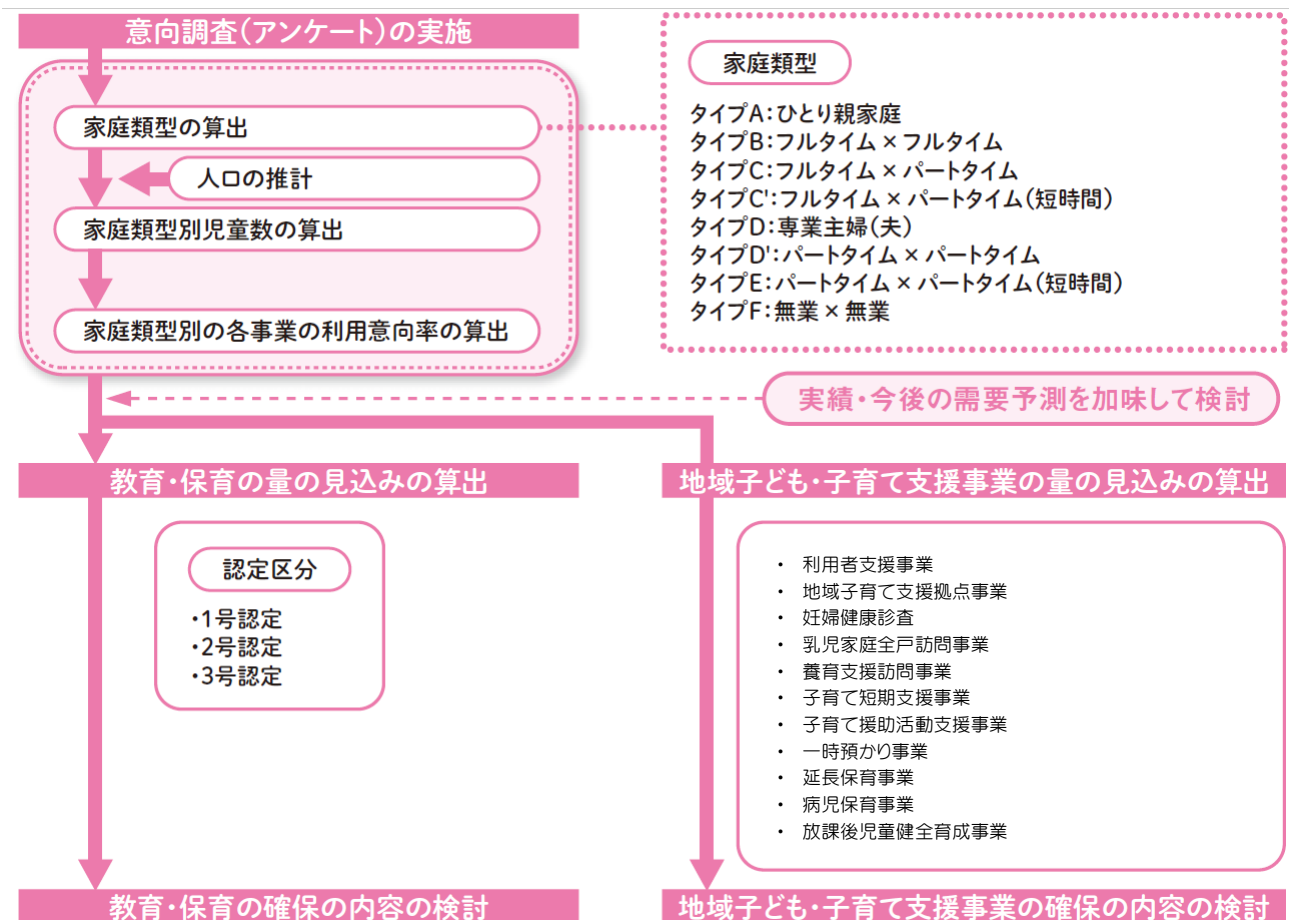 意向調査(アンケート)の実施
家庭類型の算出
人口の推計
家庭類型別児童数の算出
家庭類型別の各事業の利用意向率の算出
家庭類型
タイプA:ひとり親家庭
タイプB:フルタイム×フルタイム
タイプC:フルタイム×パートタイム
タイプC':フルタイム×パートタイム(短時間)
タイプD:専業主婦(夫)
タイプD':パートタイム×パートタイム
タイプE:パートタイム×パートタイム(短時間)
タイプF:無業×無業
実績・今後の需要予測を加味して検討
教育・保育の量の見込みの算出
認定区分
・1号認定
・2号認定
・3号認定
教育・保育の確保の内容の検討
地域子ども・子育て支援事業の量の見込みの算出
・ 利用者支援事業
・ 地域子育て支援拠点事業
・ 妊婦健康診査
・ 乳児家庭全戸訪問事業
・ 養育支援訪問事業
・ 子育て短期支援事業
・ 子育て援助活動支援事業
・ 一時預かり事業
・ 延長保育事業
・ 病児保育事業
・ 放課後児童健全育成事業
地域子ども・子育て支援事業の確保の内容の検討